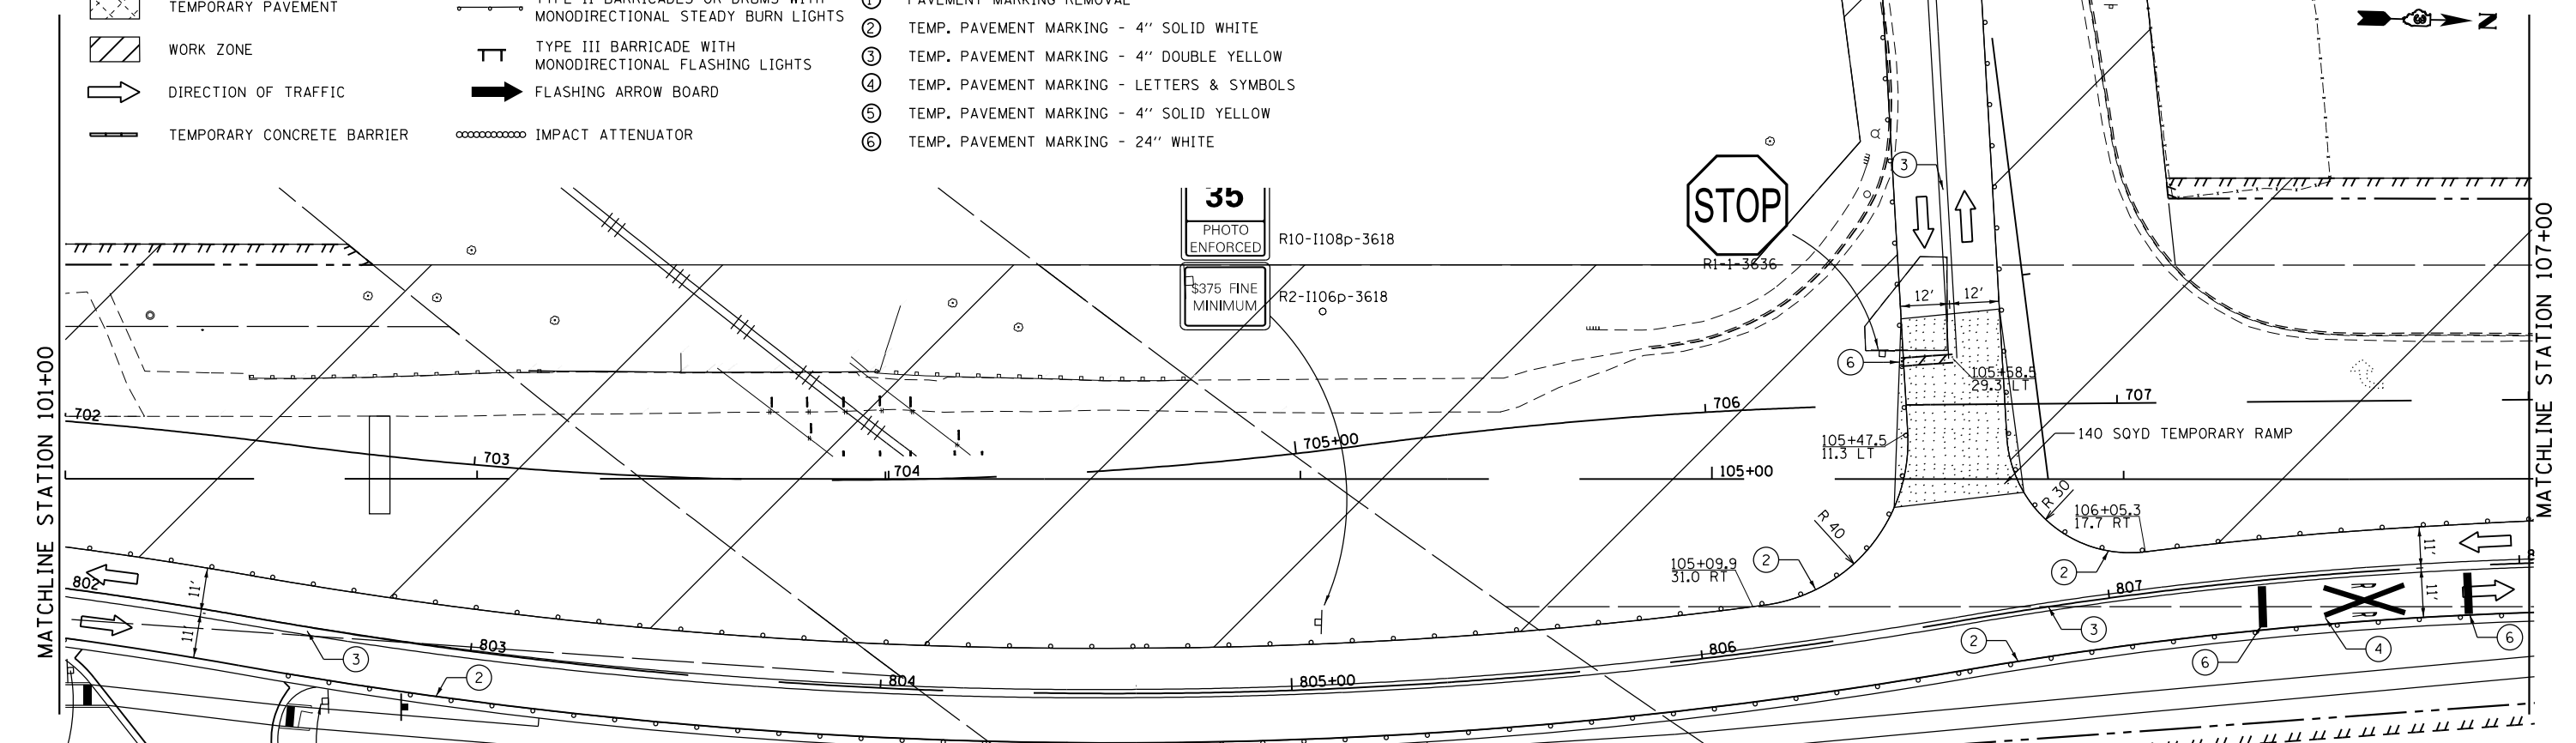 TEMPORARY PAVEMENT
WORK ZONE
DIRECTION OF TRAFFIC
TEMPORARY CONCRETE BARRIER
TYPE II BARRICADES OR DRUMS WITH
MONODIRECTIONAL STEADY BURN LIGHTS
TYPE III BARRICADE WITH
MONODIRECTIONAL FLASHING LIGHTS
FLASHING ARROW BOARD
IMPACT ATTENUATOR
1 PAVEMENT MARKING REMOVAL
2 TEMP. PAVEMENT MARKING - 4" SOLID WHITE
3 TEMP. PAVEMENT MARKING - 4" DOUBLE YELLOW
4 TEMP. PAVEMENT MARKING - LETTERS & SYMBOLS
5 TEMP. PAVEMENT MARKING - 4" SOLID YELLOW
6 TEMP. PAVEMENT MARKING - 24" WHITE
N
MATCHLINE STATION 101+00
MATCHLINE STATION 107+00
35
PHOTO
ENFORCED
R10-I108p-3618
$375 FINE
MINIMUM
R2-I106p-3618
STOP
R1-1-3636
3
12'
12'
6
105+58.5
29.3 LT
702
703
704
705+00
706
707
105+00
105+47.5
11.3 LT
140 SQYD TEMPORARY RAMP
R 40
R 30
106+05.3
17.7 RT
105+09.9
31.0 RT
2
2
802
803
804
805+00
806
807
11'
11'
11'
11'
3
2
2
3
6
4
6